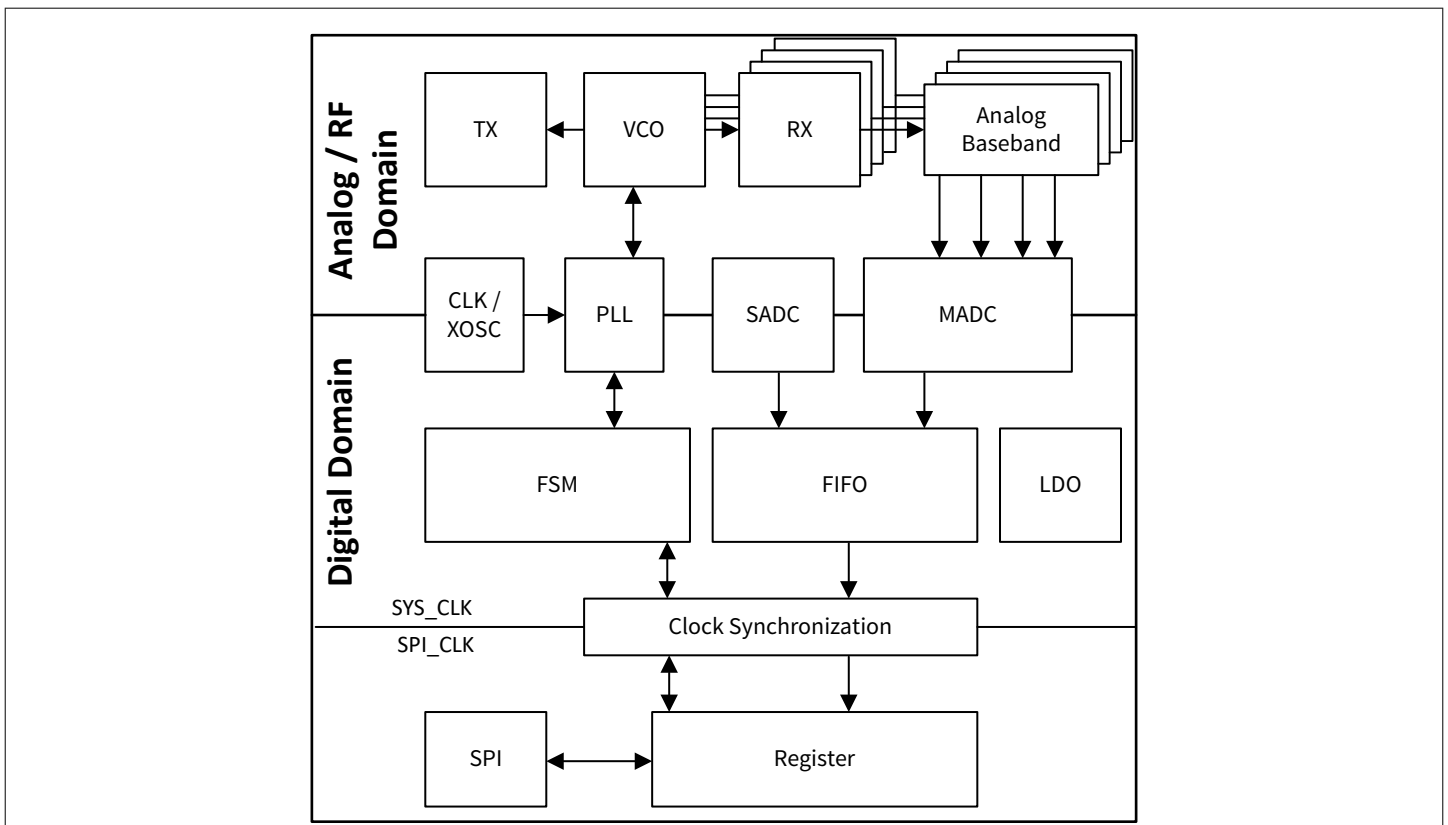 Analog / RF
Domain
TX
VCO
RX
Analog
Baseband
CLK /
XOSC
PLL
SADC
MADC
Digital Domain
FSM
FIFO
LDO
SYS_CLK
Clock Synchronization
SPI_CLK
SPI
Register